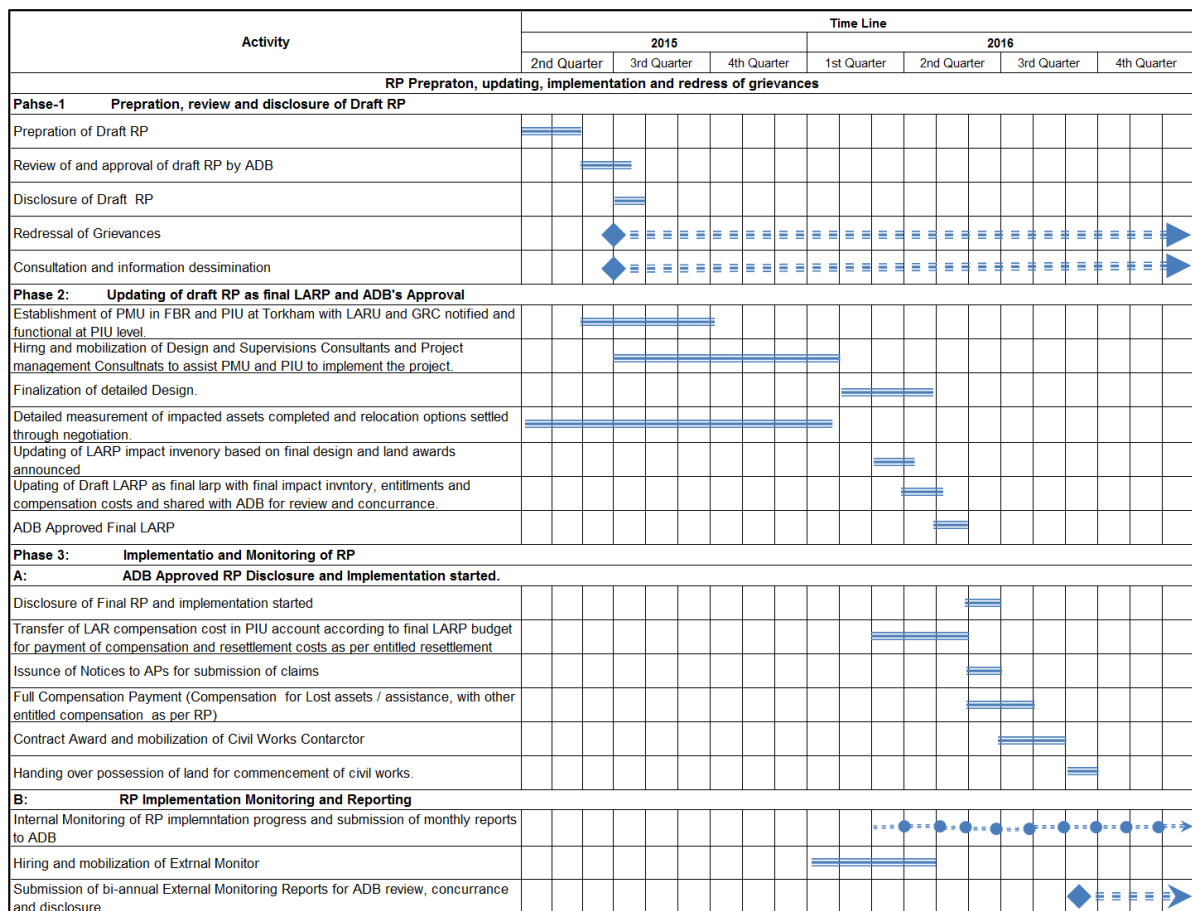 Activity
Time Line
2015
2016
2nd Quarter
3rd Quarter
4th Quarter
1st Quarter
2nd Quarter
3rd Quarter
4th Quarter
RP Prepraton, updating, implementation and redress of grievances
Pahse-1 Prepration, review and disclosure of Draft RP
Prepration of Draft RP
Review of and approval of draft RP by ADB
Disclosure of Draft RP
Redressal of Grievances
Consultation and information dessimination
Phase 2: Updating of draft RP as final LARP and ADB's Approval
Establishment of PMU in FBR and PIU at Torkham with LARU and GRC notified and
functional at PIU level.
Hirng and mobilization of Design and Supervisions Consultants and Project
management Consultnats to assist PMU and PIU to implement the project.
Finalization of detailed Design.
Detailed measurement of impacted assets completed and relocation options settled
through negotiation.
Updating of LARP impact invenory based on final design and land awards
announced
Upating of Draft LARP as final larp with final impact invntory, entitlments and
compensation costs and shared with ADB for review and concurrance.
ADB Approved Final LARP
Phase 3: Implementatio and Monitoring of RP
A: ADB Approved RP Disclosure and Implementation started.
Disclosure of Final RP and implementation started
Transfer of LAR compensation cost in PIU account according to final LARP budget
for payment of compensation and resettlement costs as per entitled resettlement
Issunce of Notices to APs for submission of claims
Full Compensation Payment (Compensation for Lost assets / assistance, with other
entitled compensation as per RP)
Contract Award and mobilization of Civil Works Contarctor
Handing over possession of land for commencement of civil works.
B: RP Implementation Monitoring and Reporting
Internal Monitoring of RP implemntation progress and submission of monthly reports
to ADB
Hiring and mobilization of Extrnal Monitor
Submission of bi-annual External Monitoring Reports for ADB review, concurrance
and disclosure